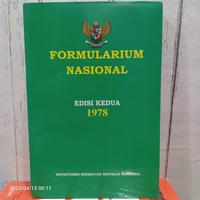 FORMULARIUM
NASIONAL
EDISI KEDUA
1978
DEPARTEMEN KESEHATAN REPUBLIK INDONESIA
2023/04/15 00:11